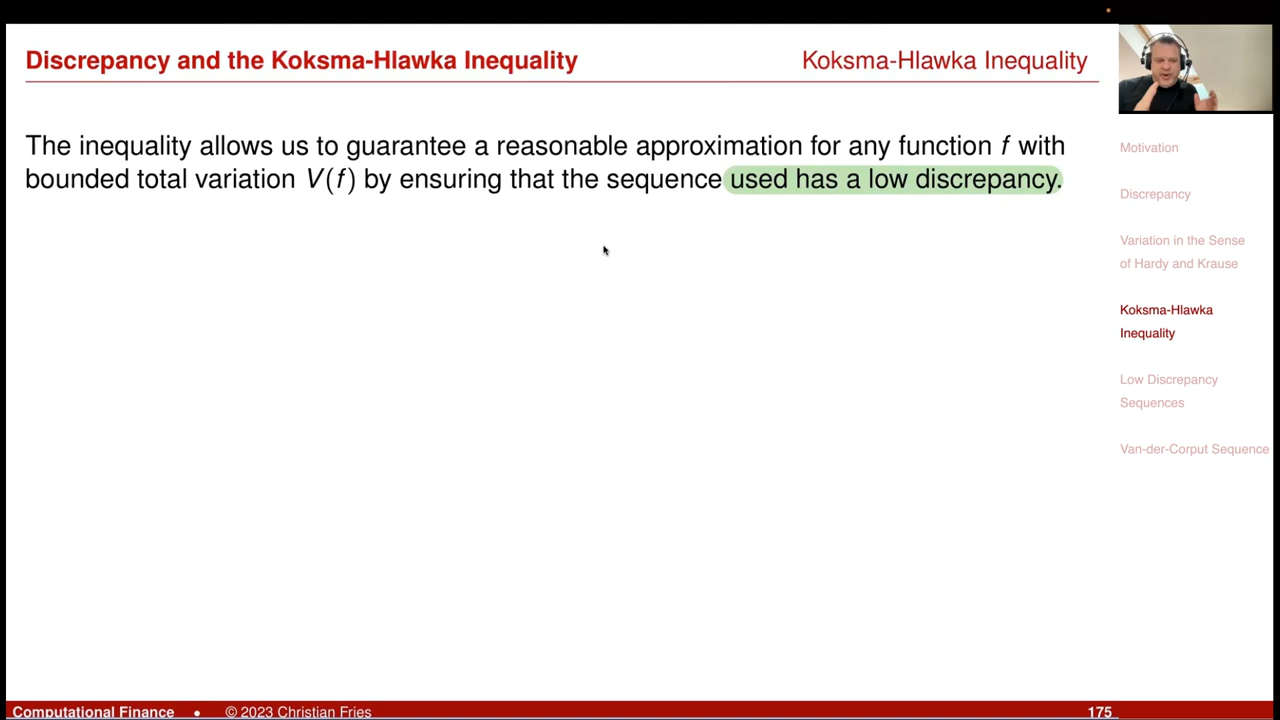 Discrepancy and the Koksma-Hlawka Inequality
Koksma-Hlawka Inequality
The inequality allows us to guarantee a reasonable approximation for any function f with
bounded total variation V(f) by ensuring that the sequence used has a low discrepancy.
Motivation
Discrepancy
Variation in the Sense
of Hardy and Krause
Koksma-Hlawka
Inequality
Low Discrepancy
Sequences
Van-der-Corput Sequence
Computational Finance • © 2023 Christian Fries
175